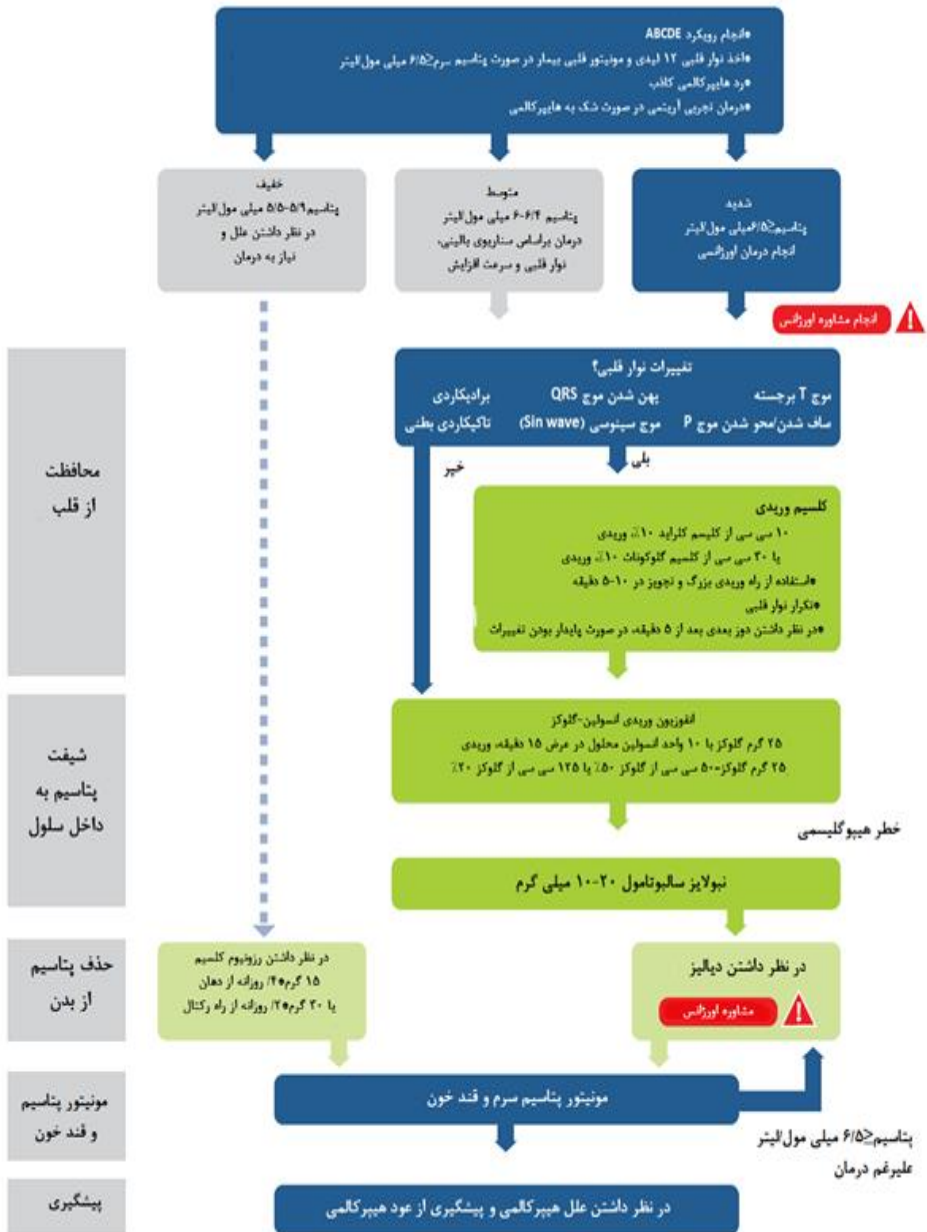 •انجام رویکرد ABCDE
•اخذ نوار قلبی ۱۲ لیدی و مونیتور قلبی بیمار در صورت پتاسیم سرم≥۶/۵ میلی مول/لیتر
•رد هایپرکالمی کاذب
•درمان تجربی آریتمی در صورت شک به هایپرکالمی
شدید
پتاسیم≥۶/۵میلی مول/لیتر
انجام درمان اورژانسی
متوسط
پتاسیم ۶/۴-۶ میلی مول/لیتر
درمان براساس سناریوی بالینی،
نوار قلبی و سرعت افزایش
خفیف
پتاسیم۵/۹-۵/۵ میلی مول/لیتر
در نظر داشتن علل و
نیاز به درمان
انجام مشاوره اورژانس
محافظت
از قلب
تغییرات نوار قلبی؟
موج T برجسته پهن شدن موج QRS برادیکاردی
ساف شدن/محو شدن موج P موج سینوسی (Sin wave) تاکیکاردی بطنی
بلی
خیر
کلسیم وریدی
۱۰ سی سی از کلیسم کلراید ۱۰٪، وریدی
یا ۳۰ سی سی از کلسیم گلوکونات ۱۰٪، وریدی
•استفاده از راه وریدی بزرگ و تجویز در ۱۰-۵ دقیقه
•تکرار نوار قلبی
•در نظر داشتن دوز بعدی بعد از ۵ دقیقه، در صورت پایدار بودن تغییرات
شیفت
پتاسیم به
داخل سلول
انفوزیون وریدی انسولین-گلوکز
۲۵ گرم گلوکز با ۱۰ واحد انسولین محلول در عرض ۱۵ دقیقه، وریدی
۲۵ گرم گلوکز=۵۰ سی سی از گلوکز ۵۰٪ یا ۱۲۵ سی سی از گلوکز ۲۰٪
خطر هیپوگلیسمی
نبولایز سالبوتامول ۲۰-۱۰ میلی گرم
حذف پتاسیم
از بدن
در نظر داشتن دیالیز
مشاوره اورژانس
در نظر داشتن رزونیوم کلسیم
۱۵ گرم*۴/ روزانه از دهان
یا ۳۰ گرم*۲/ روزانه از راه رکتال
مونیتور پتاسیم
و قند خون
مونیتور پتاسیم سرم و قند خون
پتاسیم≥۶/۵ میلی مول/لیتر
علیرغم درمان
پیشگیری
در نظر داشتن علل هیپرکالمی و پیشگیری از عود هیپرکالمی